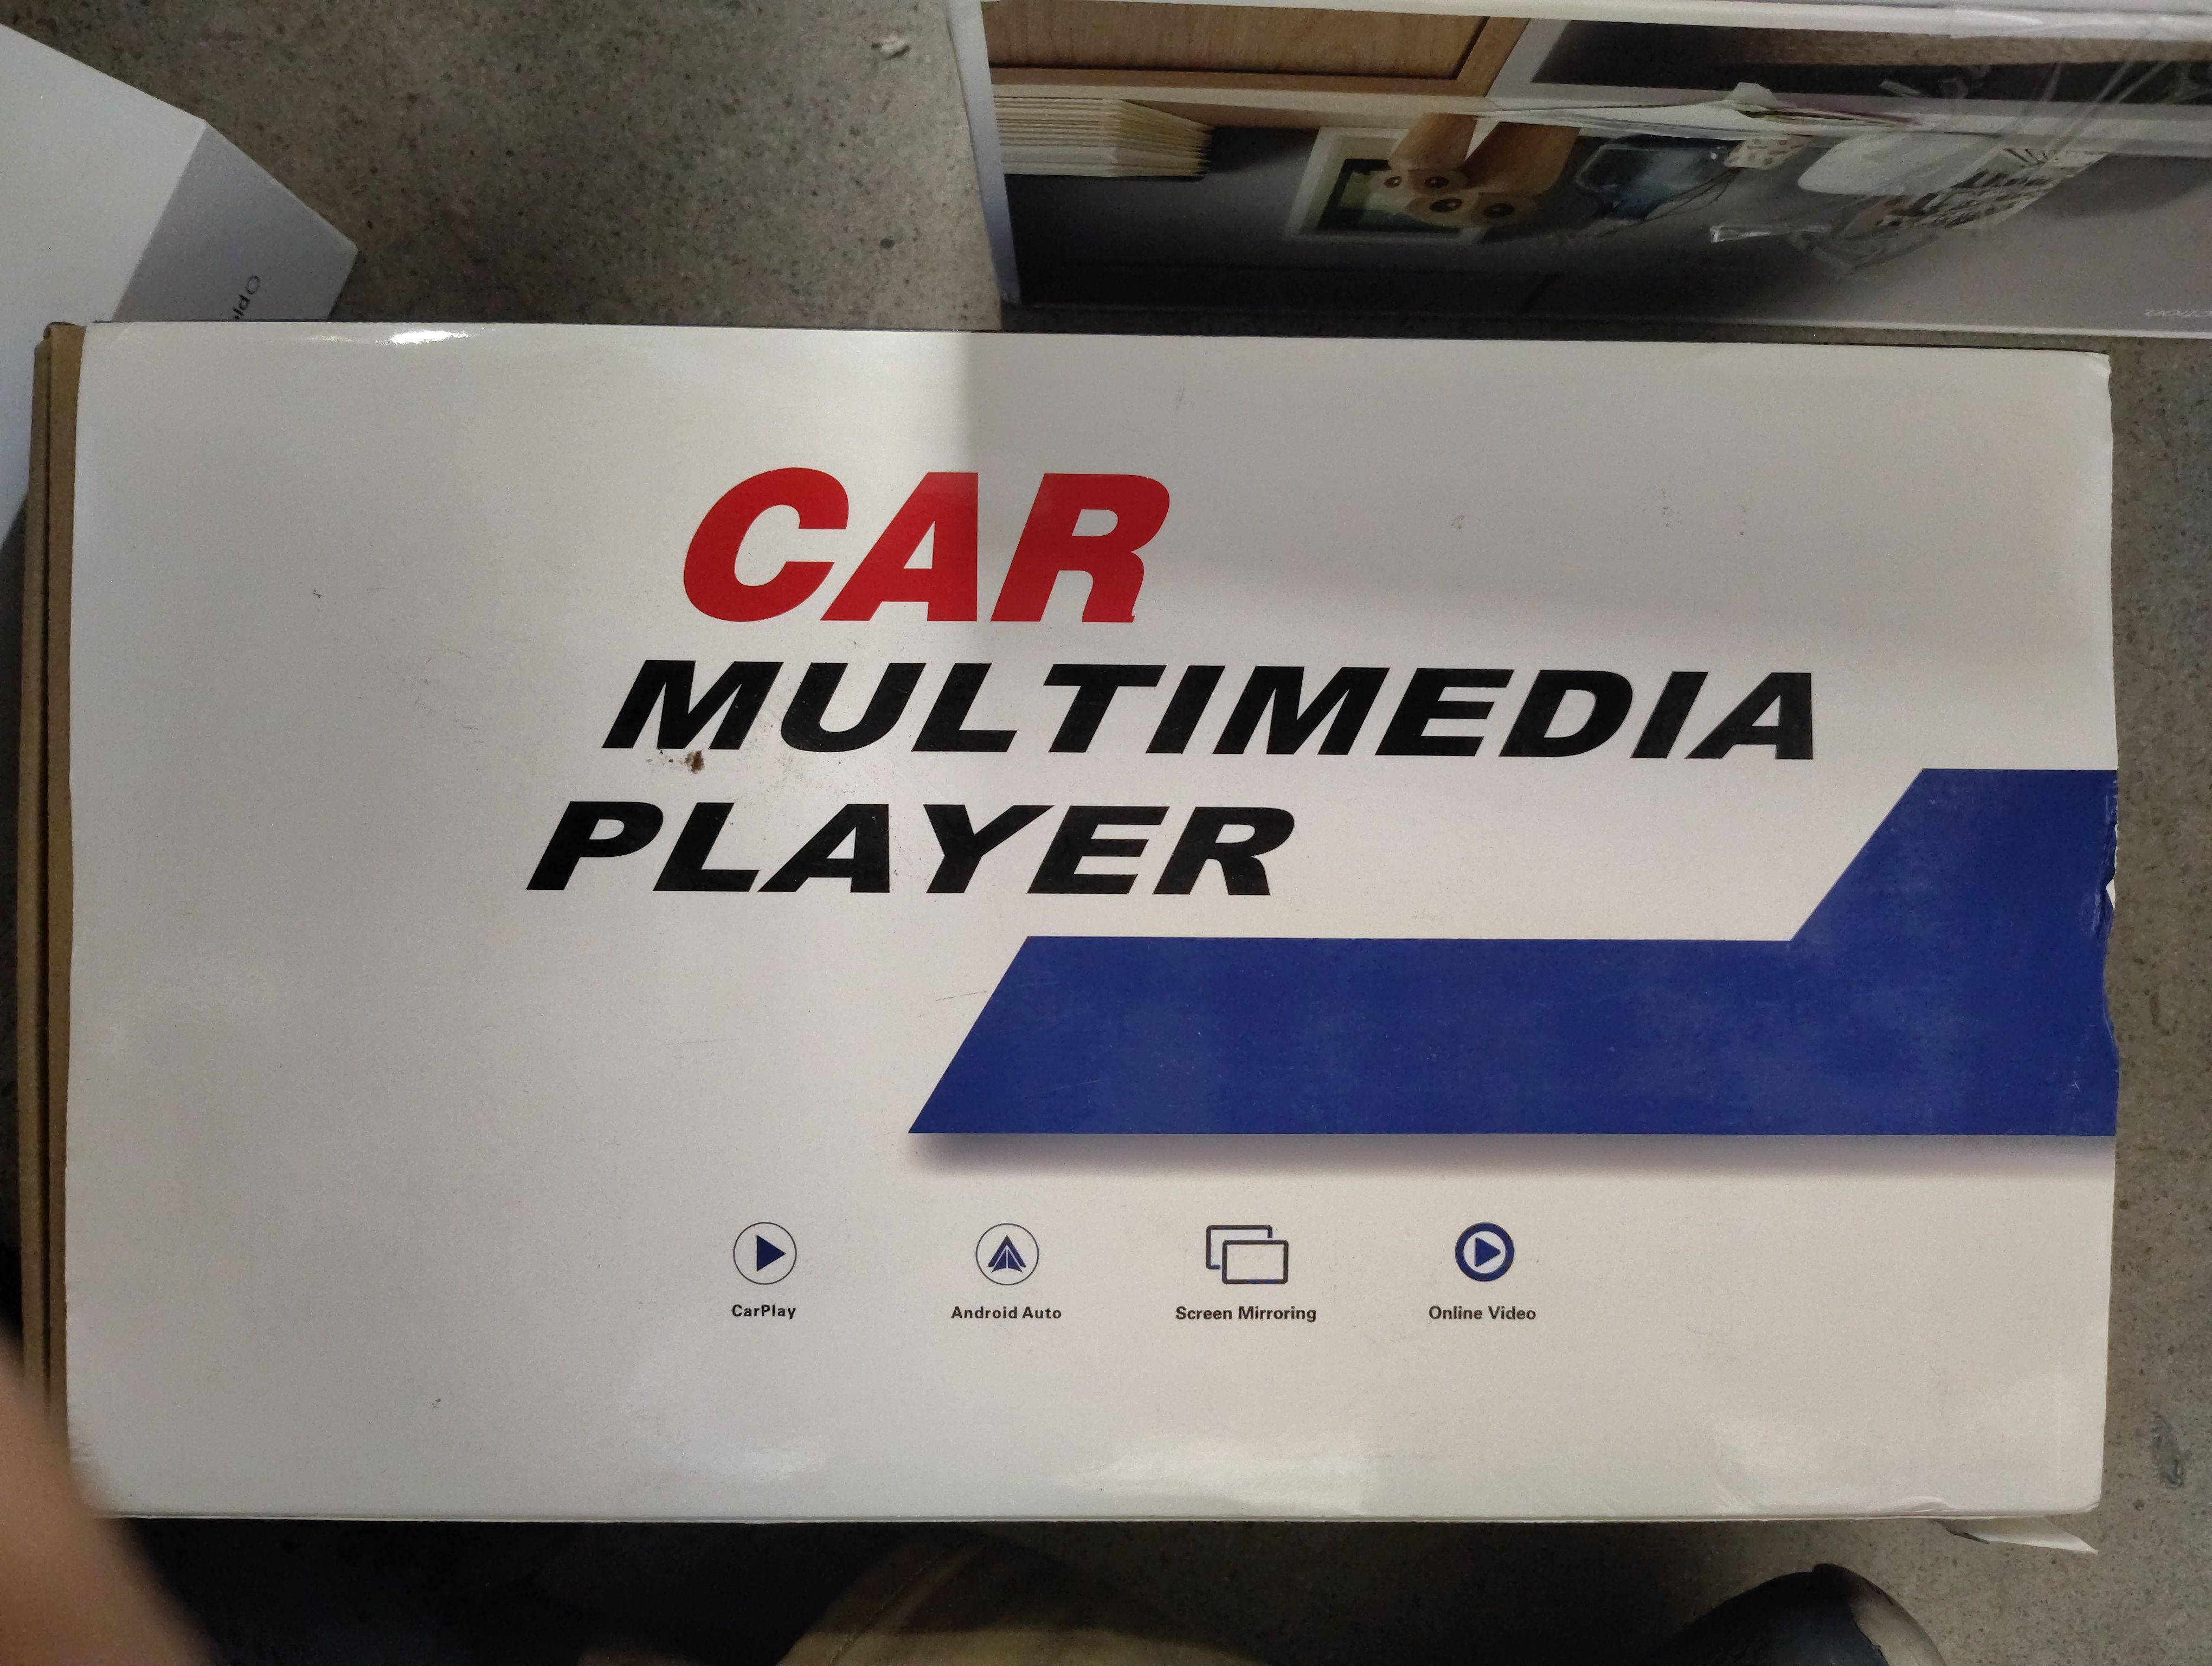 CAR
MULTIMEDIA
PLAYER
CarPlay
Android Auto
Screen Mirroring
Online Video